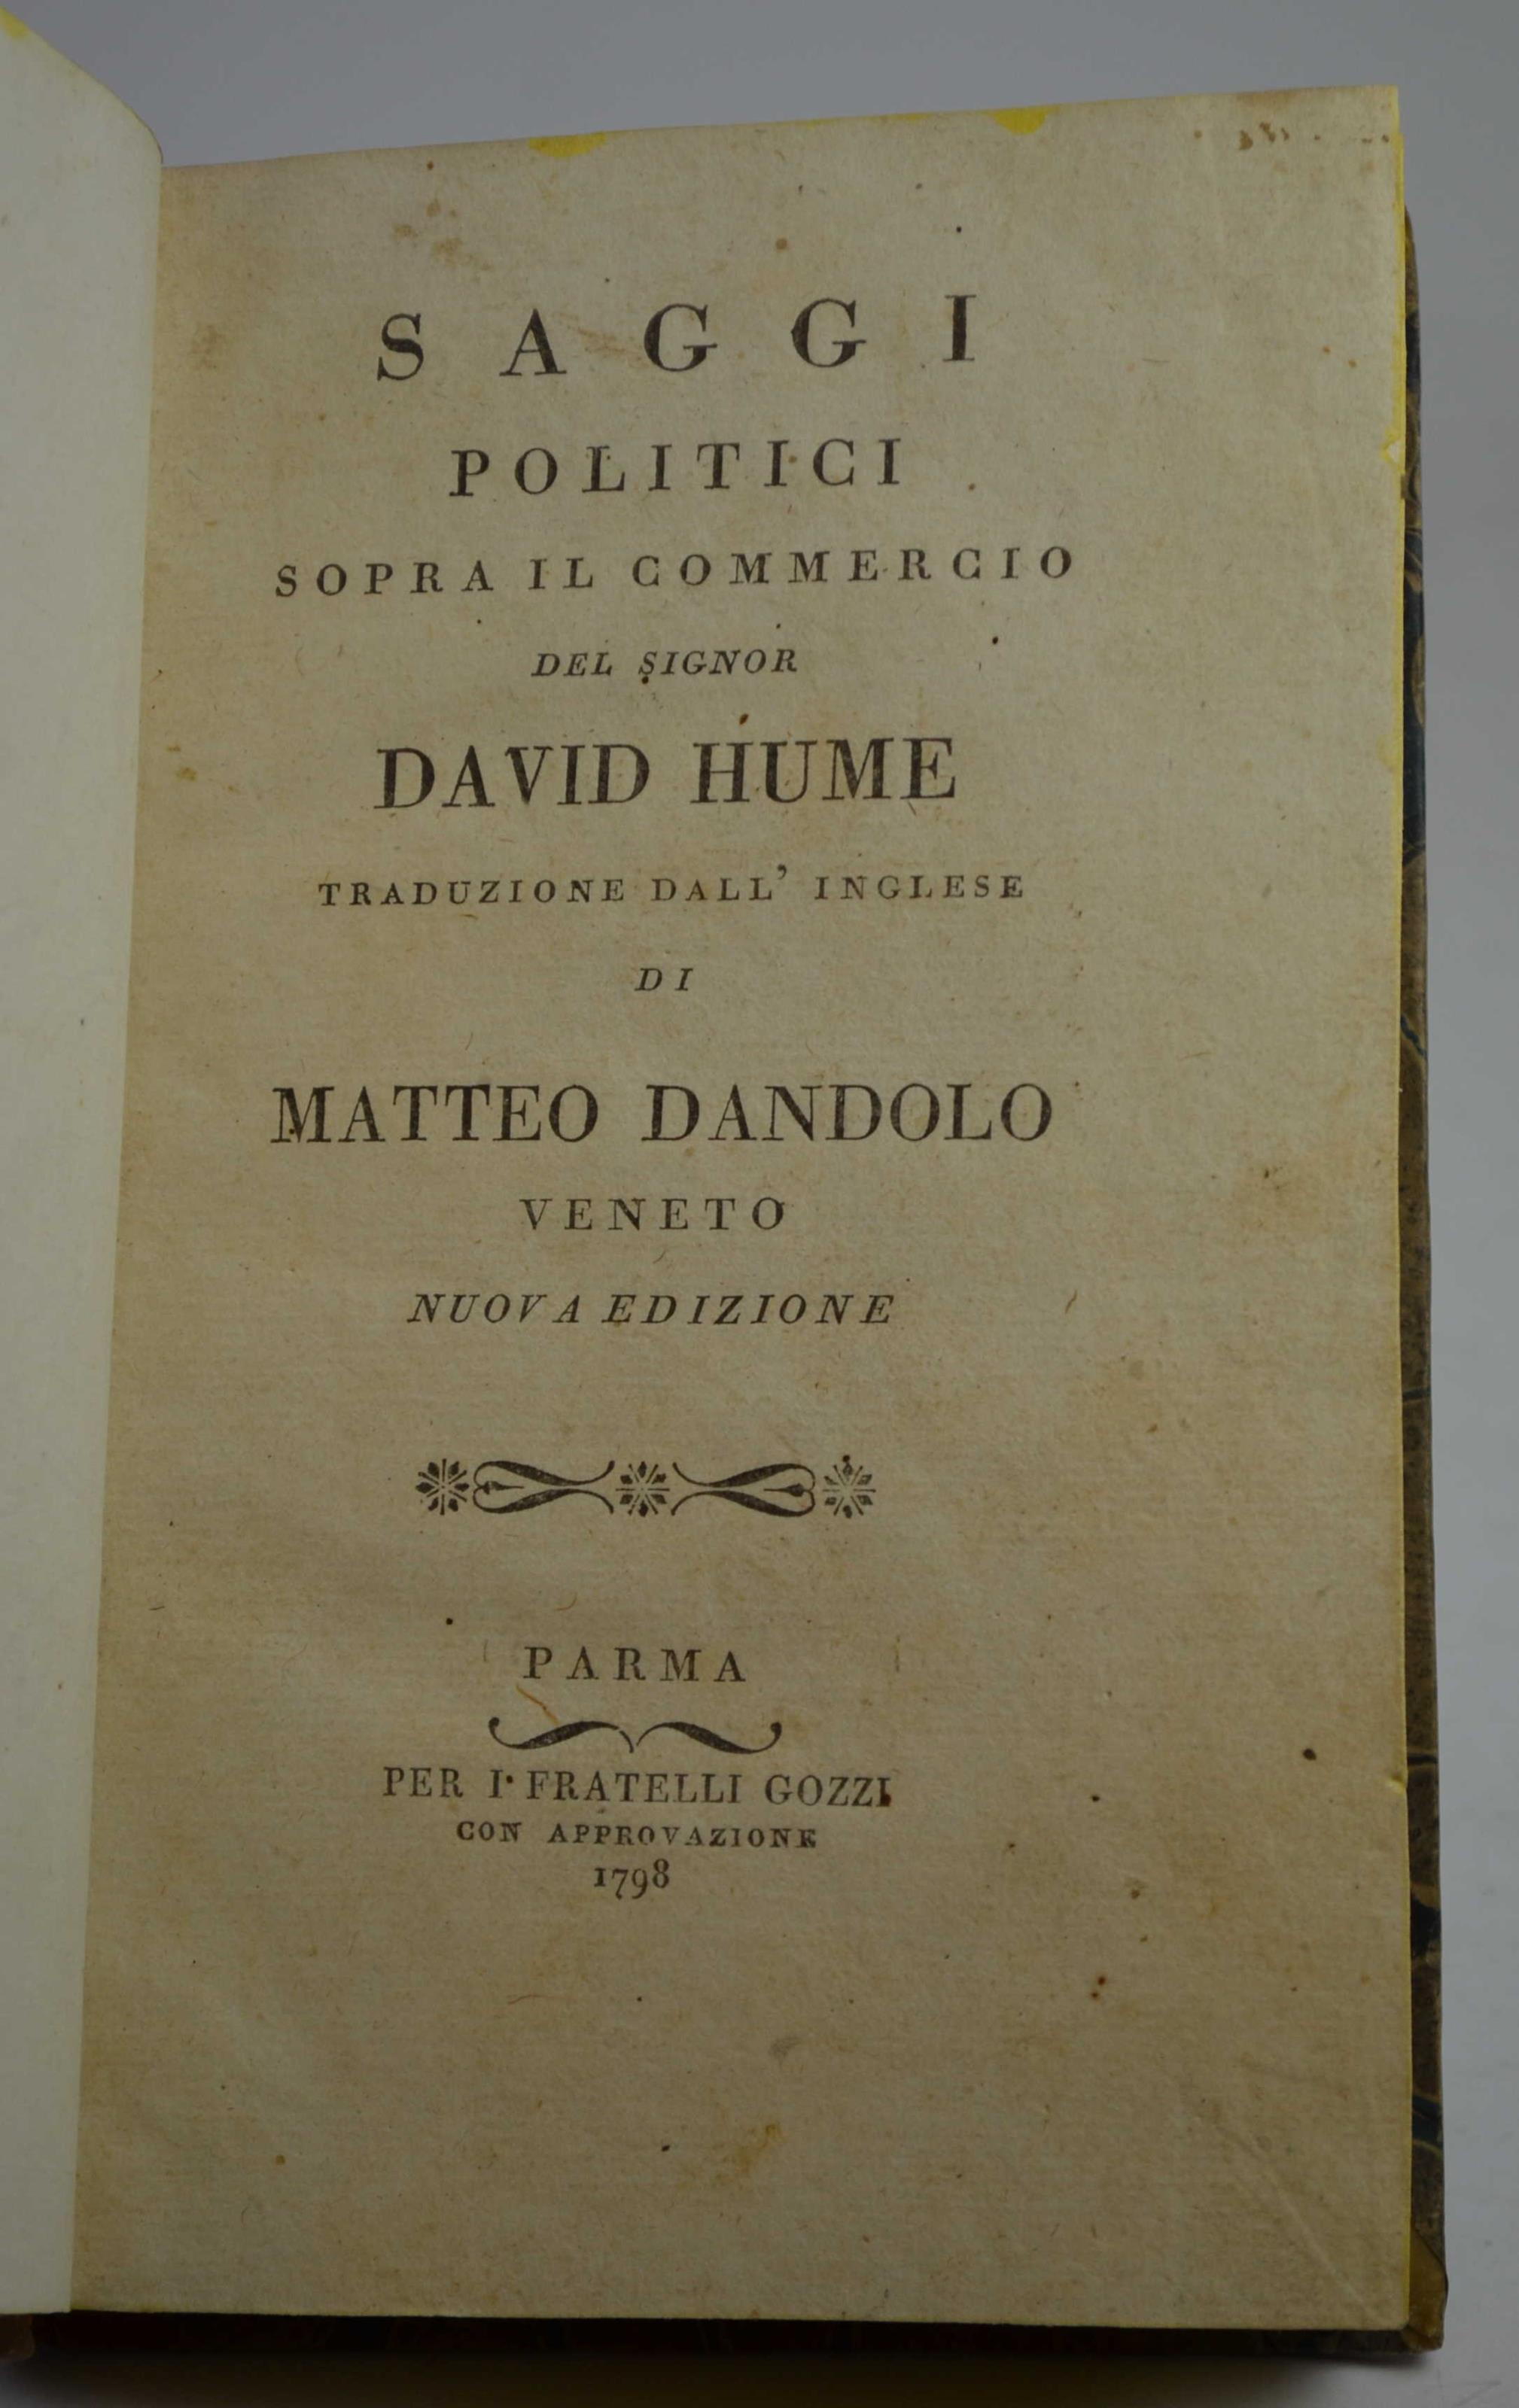 SAGGI
POLITICI
SOPRA IL COMMERCIO
DEL SIGNOR
DAVID HUME
TRADUZIONE DALL' INGLESE
DI
MATTEO DANDOLO
VENETO
NUOVA EDIZIONE
PARMA
PER I FRATELLI GOZZI
CON APPROVAZIONE
1798